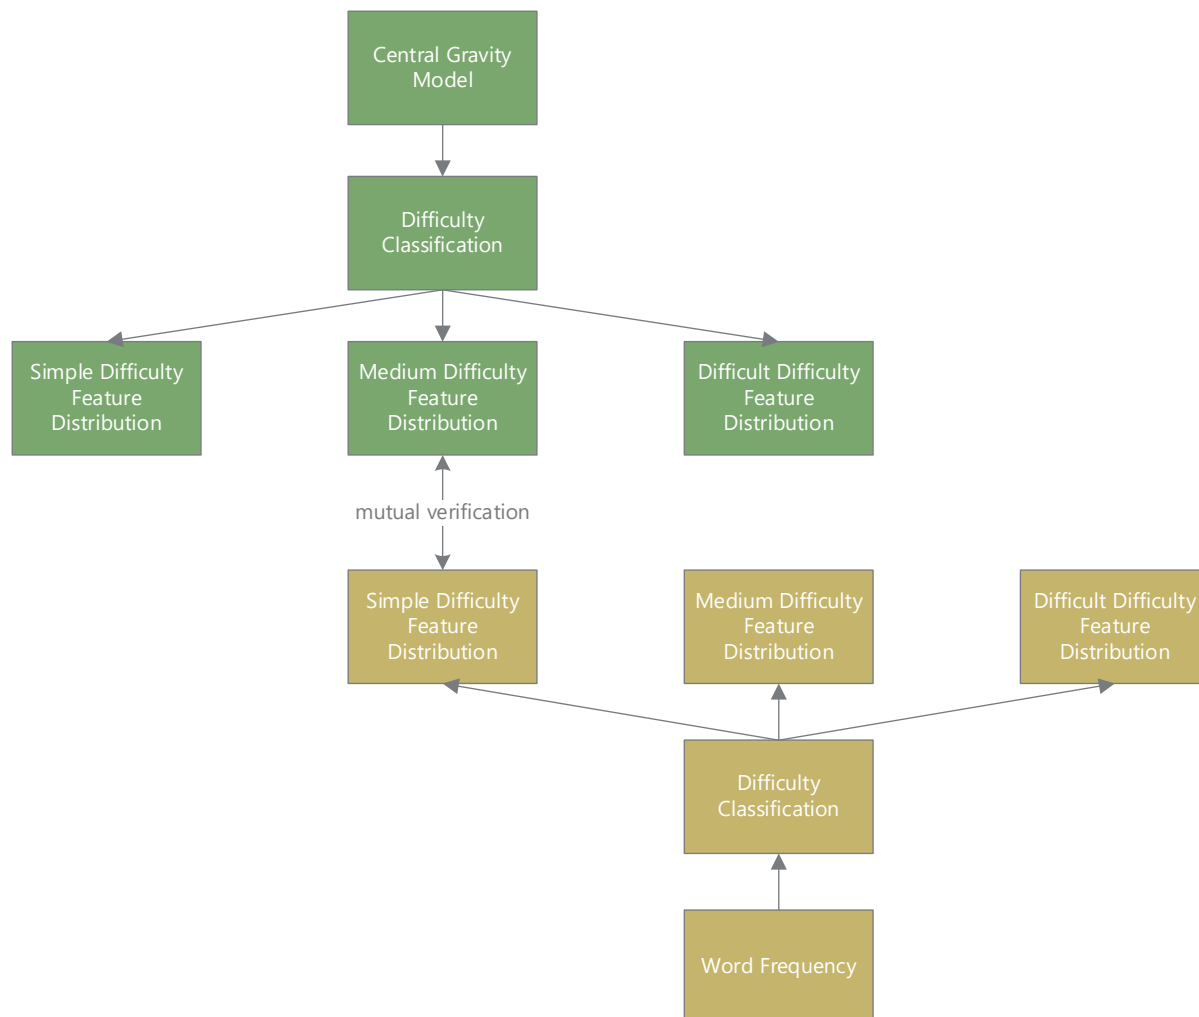 Central Gravity
Model
Difficulty
Classification
Simple Difficulty
Feature
Distribution
Medium Difficulty
Feature
Distribution
Difficult Difficulty
Feature
Distribution
mutual verification
Simple Difficulty
Feature
Distribution
Medium Difficulty
Feature
Distribution
Difficult Difficulty
Feature
Distribution
Difficulty
Classification
Word Frequency